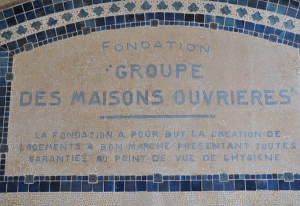 FONDATION
"GROUPE
DES MAISONS OUVRIERES"
LA FONDATION A POUR BUT LA CREATION DE
LOGEMENTS A BON MARCHE PRESENTANT TOUTES
GARANTIES AU POINT DE VUE DE L'HYGIENE.